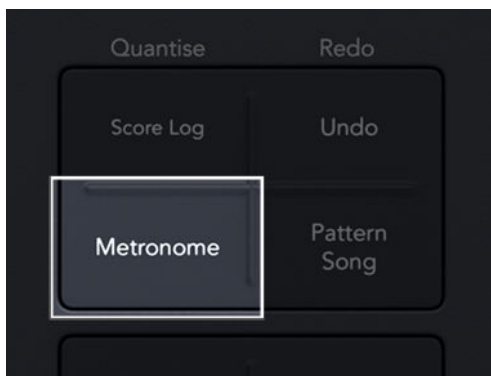 Quantise Redo
Score Log Undo
Metronome
Pattern
Song